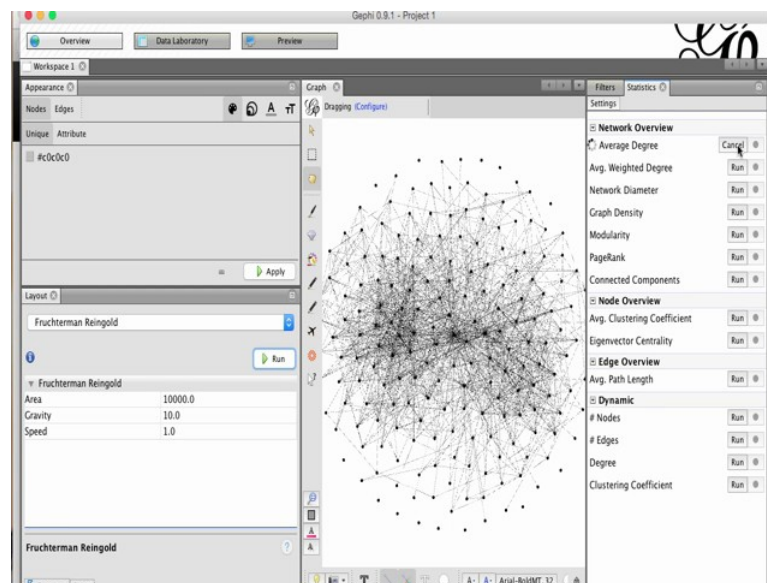 Gephi 0.9.1 - Project 1
Overview
Data Laboratory
Preview
Workspace 1
Appearance
Nodes Edges
Unique Attribute
#c0c0c0
Apply
Layout
Fruchterman Reingold
Run
Fruchterman Reingold
Area 10000.0
Gravity 10.0
Speed 1.0
Fruchterman Reingold
Graph
Dragging (Configure)
Filters Statistics
Settings
Network Overview
Average Degree Cancel
Avg. Weighted Degree Run
Network Diameter Run
Graph Density Run
Modularity Run
PageRank Run
Connected Components Run
Node Overview
Avg. Clustering Coefficient Run
Eigenvector Centrality Run
Edge Overview
Avg. Path Length Run
Dynamic
# Nodes Run
# Edges Run
Degree Run
Clustering Coefficient Run
T A- A- Arial-BoldMT, 32